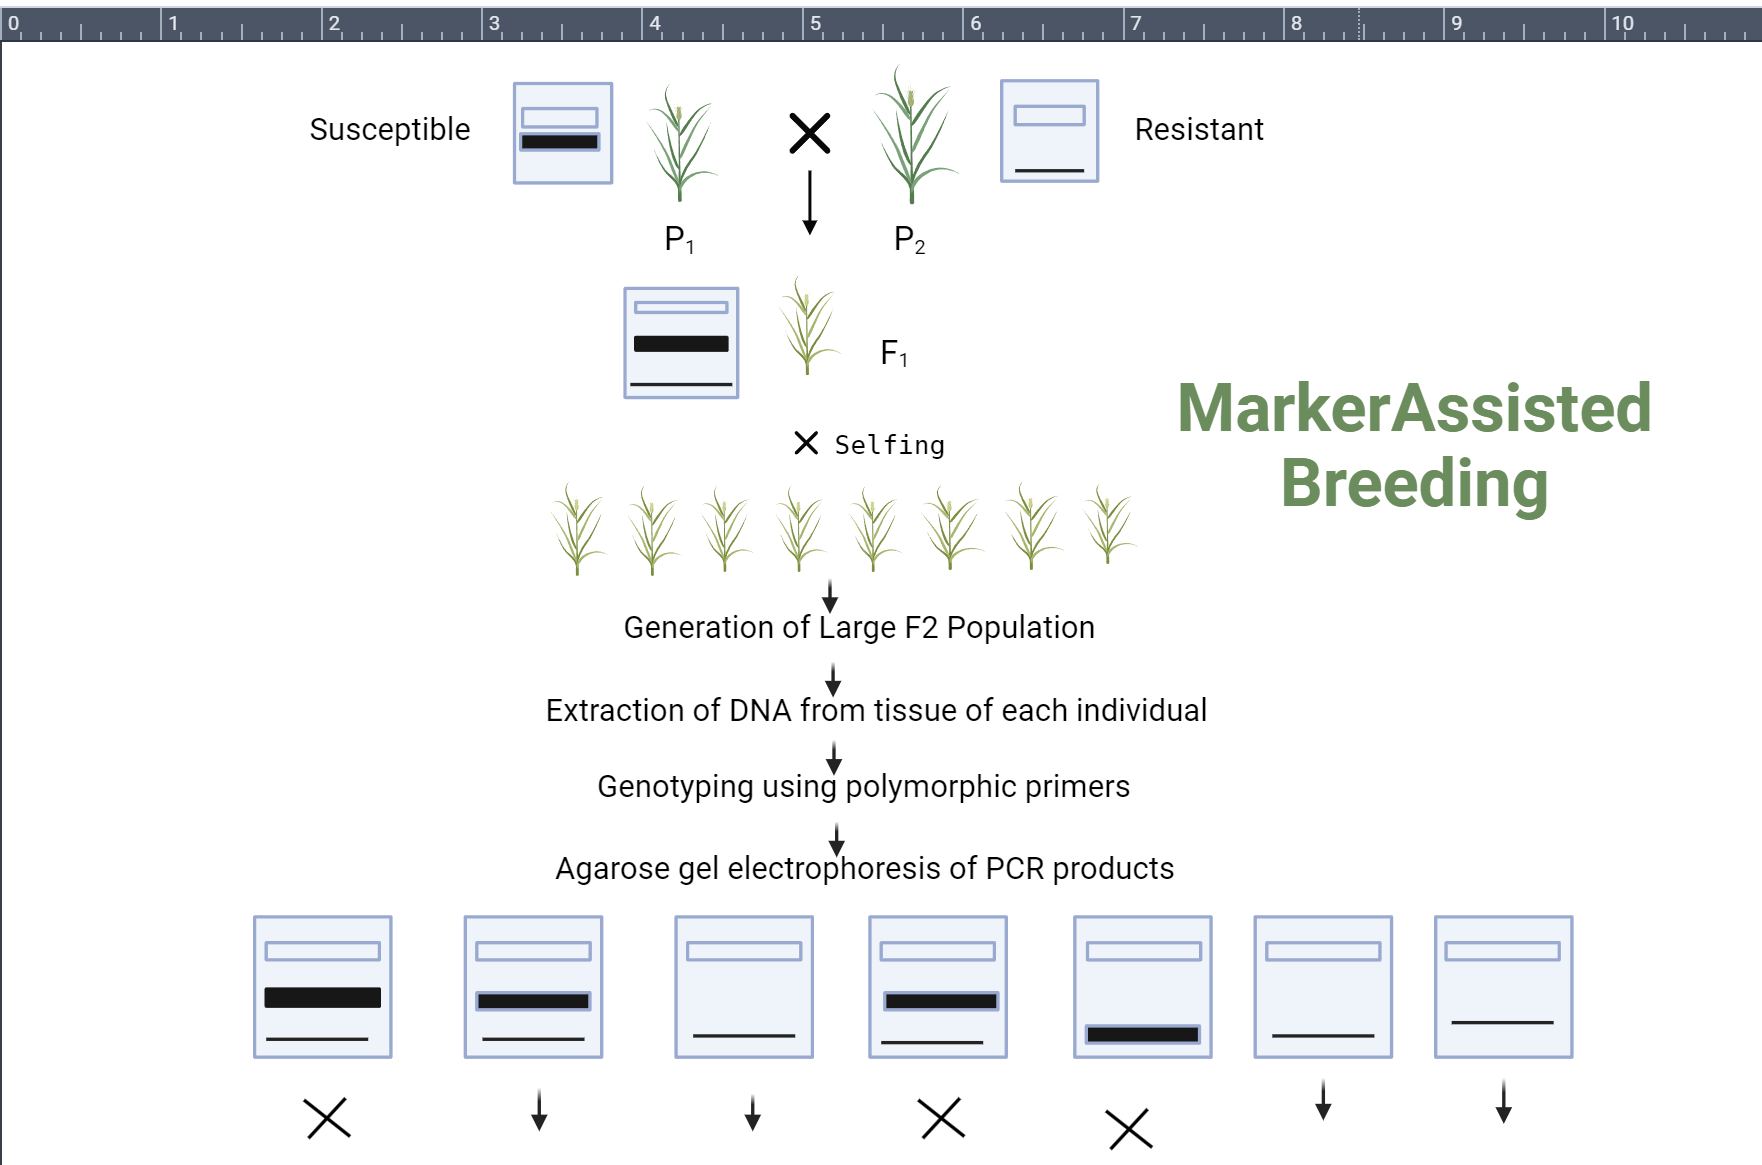 0 1 2 3 4 5 6 7 8 9 10
Susceptible
Resistant
P1
P2
F1
MarkerAssisted
Breeding
Selfing
Generation of Large F2 Population
Extraction of DNA from tissue of each individual
Genotyping using polymorphic primers
Agarose gel electrophoresis of PCR products